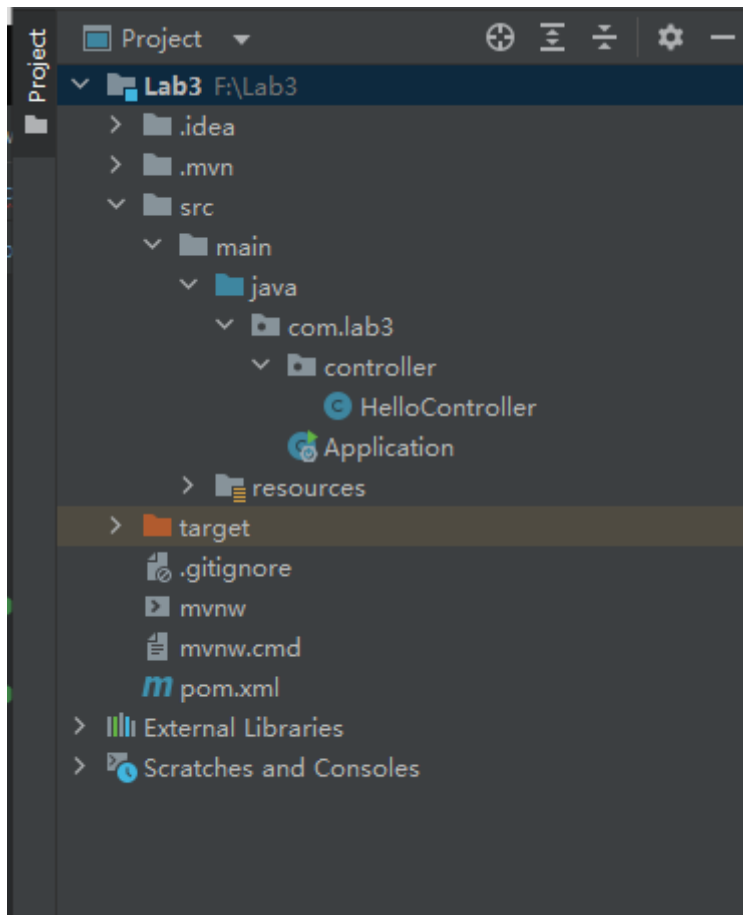 Project
Project
Lab3 F:\Lab3
.idea
.mvn
src
main
java
com.lab3
controller
HelloController
Application
resources
target
.gitignore
mvnw
mvnw.cmd
pom.xml
External Libraries
Scratches and Consoles